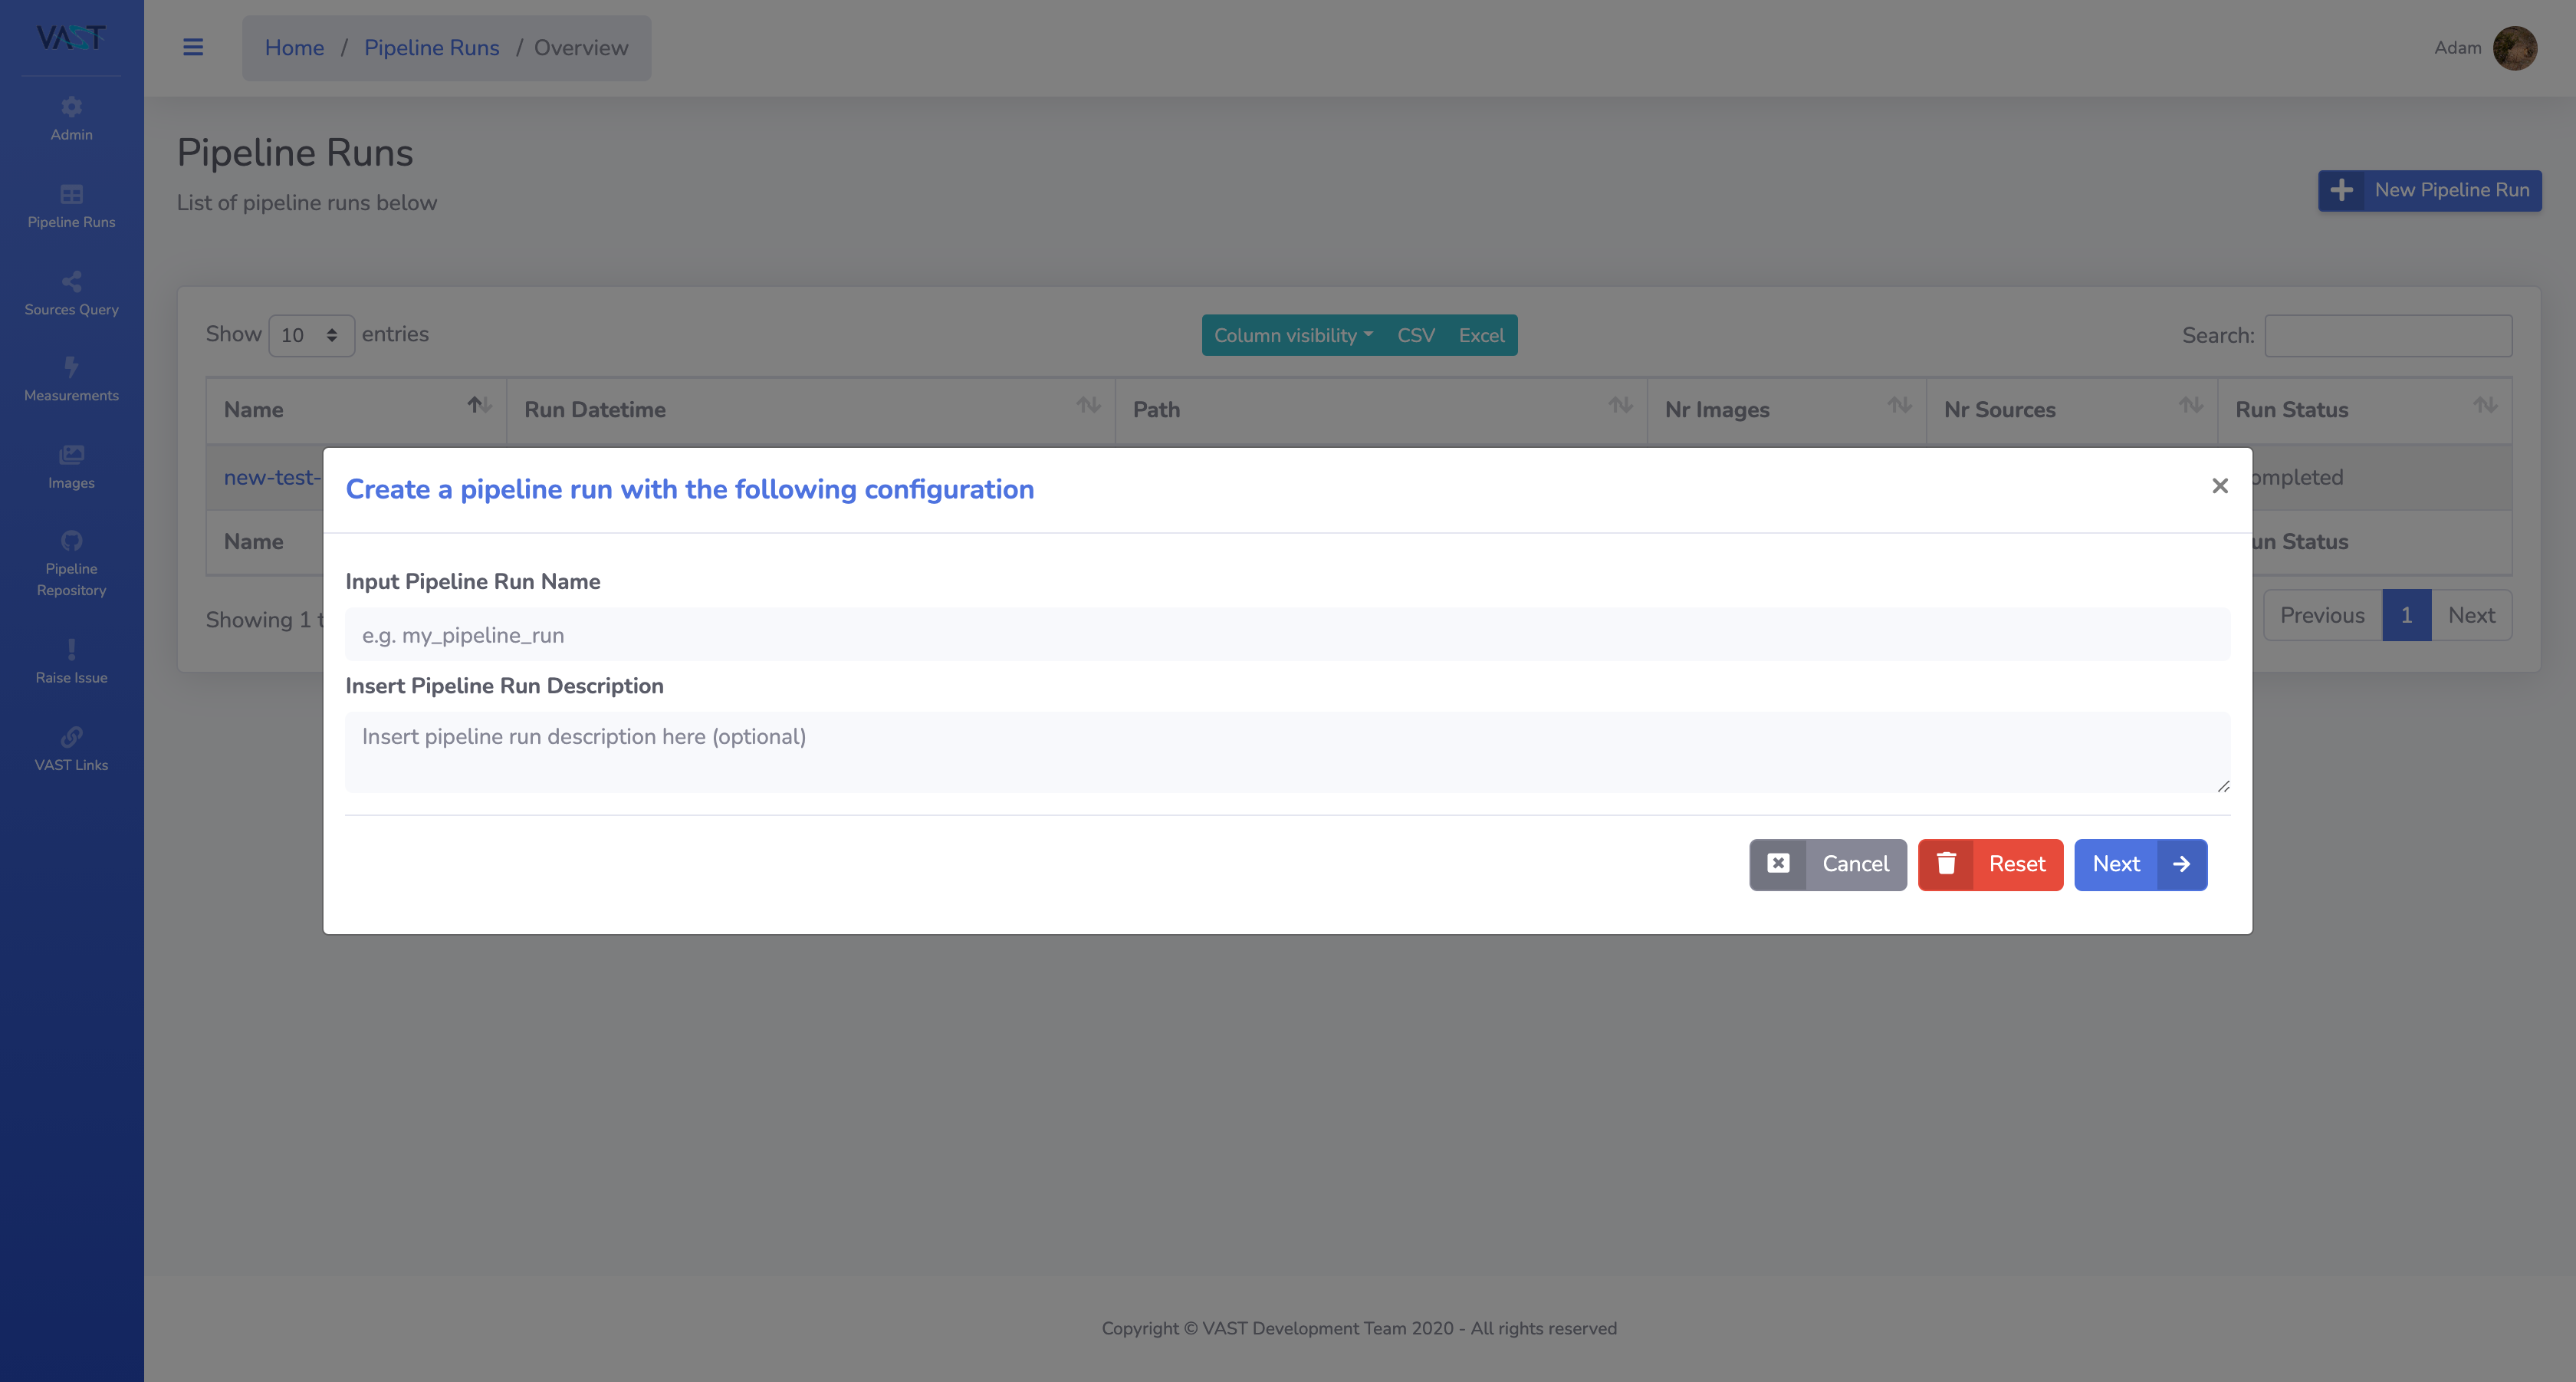 VAST
Home / Pipeline Runs / Overview
Adam
Admin
Pipeline Runs
Sources Query
Measurements
Images
Pipeline
Repository
Raise Issue
VAST Links
Pipeline Runs
List of pipeline runs below
New Pipeline Run
Show 10 entries
Column visibility CSV Excel
Search:
Name Run Datetime Path Nr Images Nr Sources Run Status
new-test-
ompleted
Name
un Status
Showing 1 t
Previous 1 Next
Create a pipeline run with the following configuration
×
Input Pipeline Run Name
e.g. my_pipeline_run
Insert Pipeline Run Description
Insert pipeline run description here (optional)
Cancel Reset Next
Copyright © VAST Development Team 2020 - All rights reserved